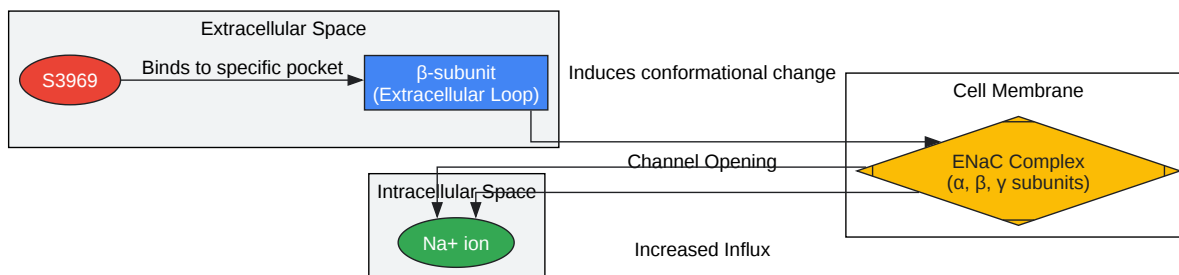 Extracellular Space
S3969
Binds to specific pocket
β-subunit
(Extracellular Loop)
Induces conformational change
Cell Membrane
ENaC Complex
(α, β, γ subunits)
Channel Opening
Intracellular Space
Na+ ion
Increased Influx